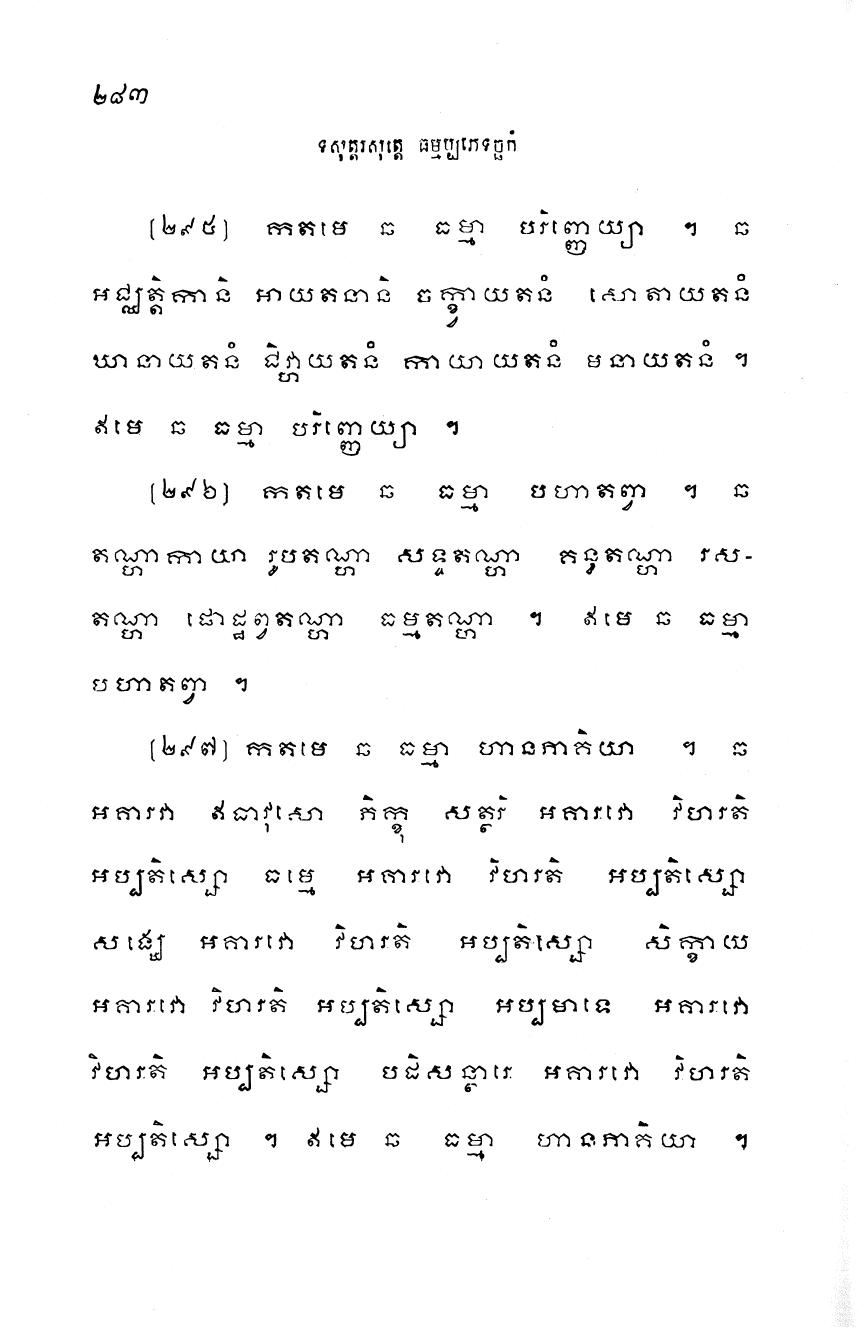 ២៨៣
ទសុត្តរសុត្តេ ធម្មប្បភេទច្ឆកំ
(២៩៥) កតមេ ឆ ធម្មា បរិញ្ញេយ្យា ។ ឆ
អជ្ឈត្តិកានិ អាយតនានិ ចក្ខ្វាយតនំ សោតាយតនំ
ឃានាយតនំ ជិវ្ហាយតនំ កាយាយតនំ មនាយតនំ ។
ឥមេ ឆ ធម្មា បរិញ្ញេយ្យា ។
(២៩៦) កតមេ ឆ ធម្មា បហាតព្វា ។ ឆ
តណ្ហាកាយា រូបតណ្ហា សទ្ទតណ្ហា គន្ធតណ្ហា រស-
តណ្ហា ផោដ្ឋព្វតណ្ហា ធម្មតណ្ហា ។ ឥមេ ឆ ធម្មា
បហាតព្វា ។
(២៩៧) កតមេ ឆ ធម្មា ហានភាគិយា ។ ឆ
អគារវា ឥធាវុសោ ភិក្ខុ សត្ថរិ អគារវោ វិហរតិ
អប្បតិស្សោ ធម្មេ អគារវោ វិហរតិ អប្បតិស្សោ
សង្ឃេ អគារវោ វិហរតិ អប្បតិស្សោ សិក្ខាយ
អគារវោ វិហរតិ អប្បតិស្សោ អប្បមាទេ អគារវោ
វិហរតិ អប្បតិស្សោ បដិសន្ថារេ អគារវោ វិហរតិ
អប្បតិស្សោ ។ ឥមេ ឆ ធម្មា ហានភាគិយា ។